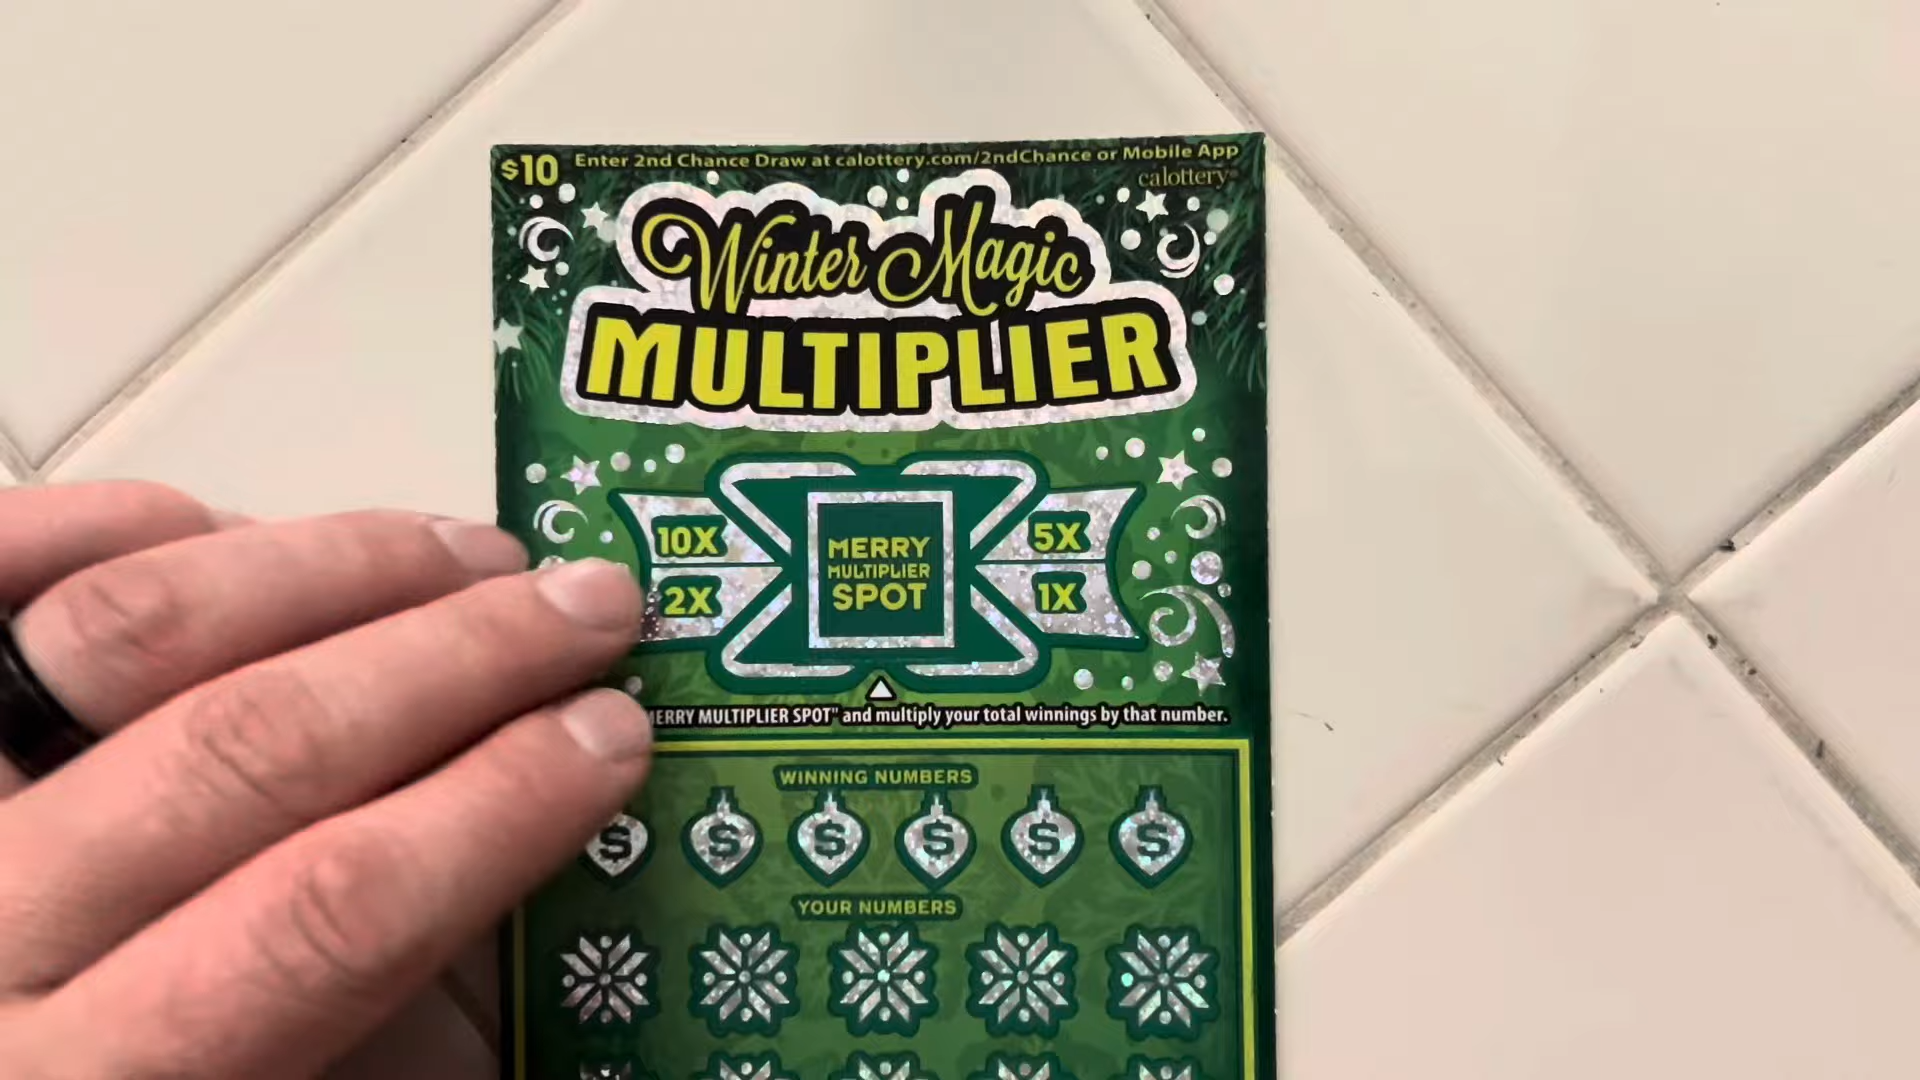 $10 Enter 2nd Chance Draw at calottery.com/2ndChance or Mobile App
calottery
Winter Magic
MULTIPLIER
10X
5X
MERRY
MULTIPLIER
SPOT
2X
1X
MERRY MULTIPLIER SPOT™ and multiply your total winnings by that number.
WINNING NUMBERS
$ $ $ $ $ $
YOUR NUMBERS